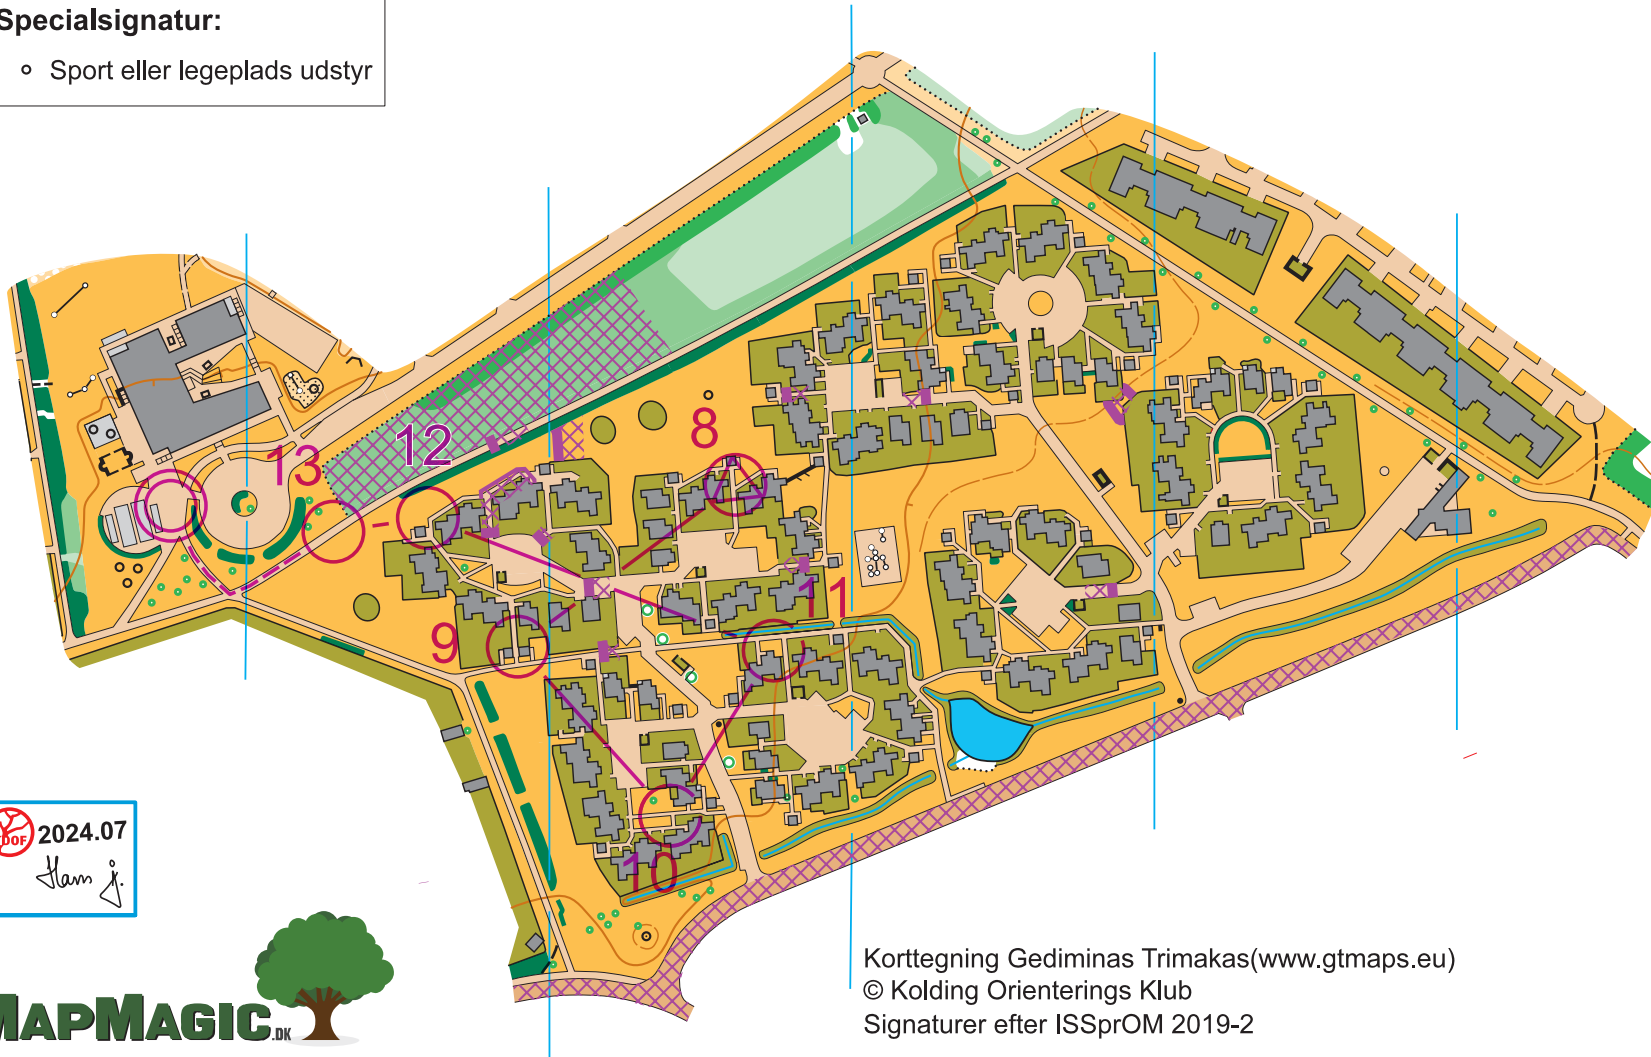 Specialsignatur:
Sport eller legeplads udstyr
8
12
13
11
9
10
DOF 2024.07
Hans J.
MAPMAGIC.DK
Korttegning Gediminas Trimakas(www.gtmaps.eu)
© Kolding Orienterings Klub
Signaturer efter ISSprOM 2019-2